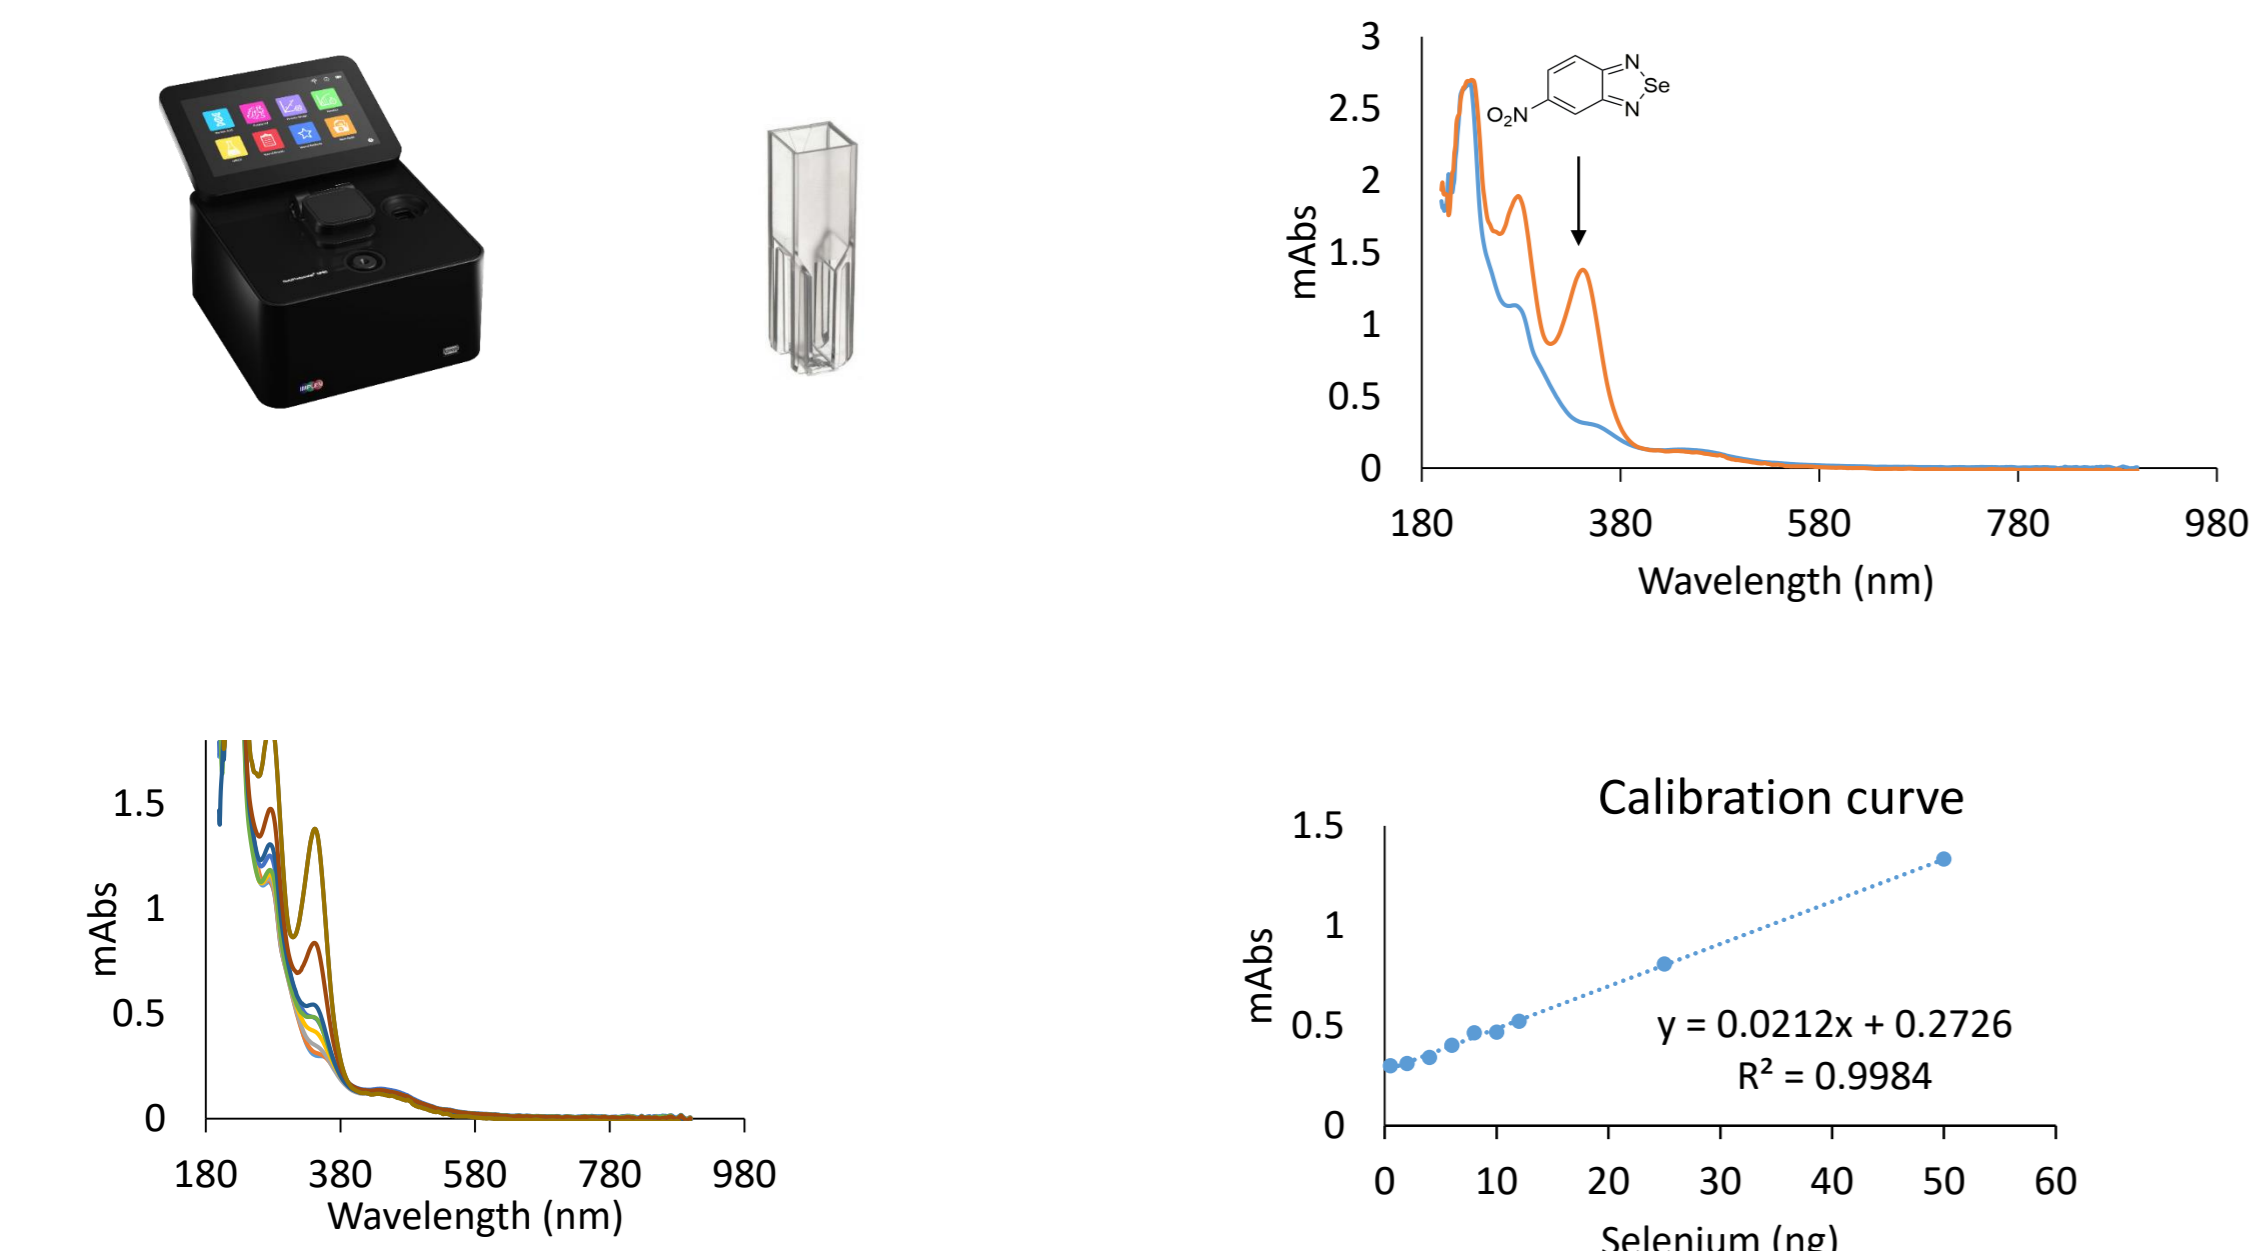 3
2.5
2
1.5
1
0.5
0
mAbs
N
Se
N
O₂N
180 380 580 780 980
Wavelength (nm)
1.5
1
0.5
0
mAbs
180 380 580 780 980
Wavelength (nm)
Calibration curve
1.5
1
0.5
0
mAbs
y = 0.0212x + 0.2726
R² = 0.9984
0 10 20 30 40 50 60
Selenium (ng)